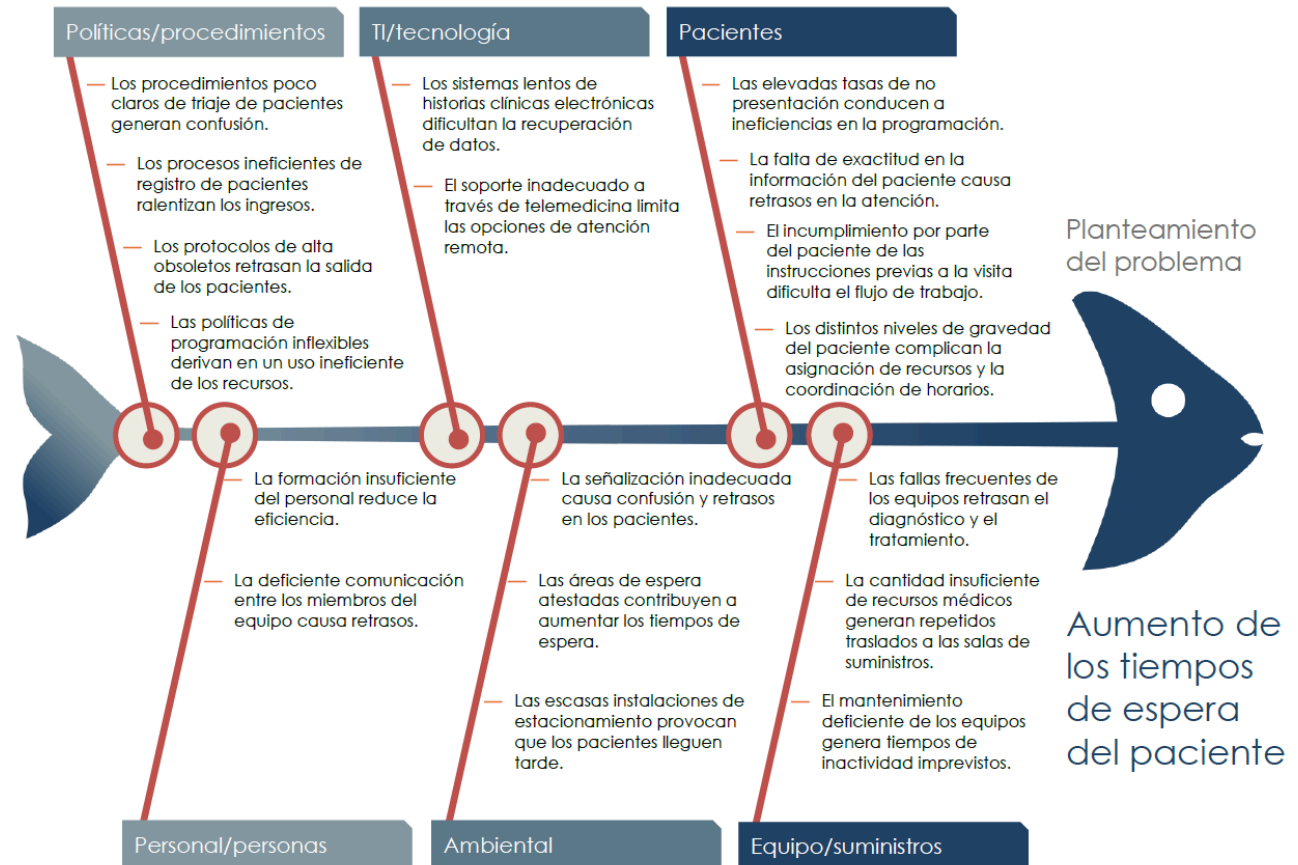 Políticas/procedimientos
Los procedimientos poco
claros de triaje de pacientes
generan confusión.
Los procesos ineficientes de
registro de pacientes
ralentizan los ingresos.
Los protocolos de alta
obsoletos retrasan la salida
de los pacientes.
Las políticas de
programación inflexibles
derivan en un uso ineficiente
de los recursos.
TI/tecnología
Los sistemas lentos de
historias clínicas electrónicas
dificultan la recuperación
de datos.
El soporte inadecuado a
través de telemedicina limita
las opciones de atención
remota.
Pacientes
Las elevadas tasas de no
presentación conducen a
ineficiencias en la programación.
La falta de exactitud en la
información del paciente causa
retrasos en la atención.
El incumplimiento por parte
del paciente de las
instrucciones previas a la visita
dificulta el flujo de trabajo.
Los distintos niveles de gravedad
del paciente complican la
asignación de recursos y la
coordinación de horarios.
Planteamiento
del problema
La formación insuficiente
del personal reduce la
eficiencia.
La deficiente comunicación
entre los miembros del
equipo causa retrasos.
Personal/personas
La señalización inadecuada
causa confusión y retrasos
en los pacientes.
Las áreas de espera
atestadas contribuyen a
aumentar los tiempos de
espera.
Las escasas instalaciones de
estacionamiento provocan
que los pacientes lleguen
tarde.
Ambiental
Las fallas frecuentes de
los equipos retrasan el
diagnóstico y el
tratamiento.
La cantidad insuficiente
de recursos médicos
generan repetidos
traslados a las salas de
suministros.
El mantenimiento
deficiente de los equipos
genera tiempos de
inactividad imprevistos.
Equipo/suministros
Aumento de
los tiempos
de espera
del paciente